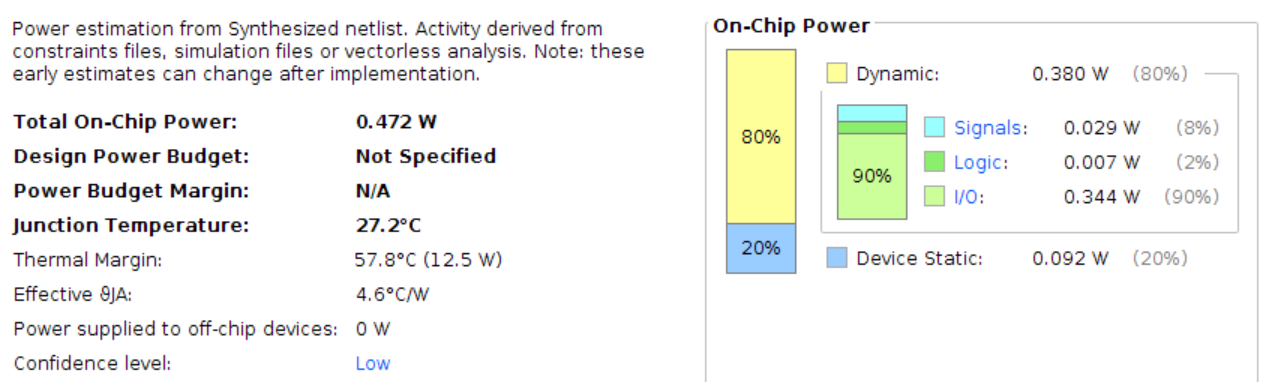 Power estimation from Synthesized netlist. Activity derived from
constraints files, simulation files or vectorless analysis. Note: these
early estimates can change after implementation.
Total On-Chip Power: 0.472 W
Design Power Budget: Not Specified
Power Budget Margin: N/A
Junction Temperature: 27.2°C
Thermal Margin: 57.8°C (12.5 W)
Effective ϑJA: 4.6°C/W
Power supplied to off-chip devices: 0 W
Confidence level: Low
On-Chip Power
80%
20%
Dynamic: 0.380 W (80%)
90%
Signals: 0.029 W (8%)
Logic: 0.007 W (2%)
I/O: 0.344 W (90%)
Device Static: 0.092 W (20%)